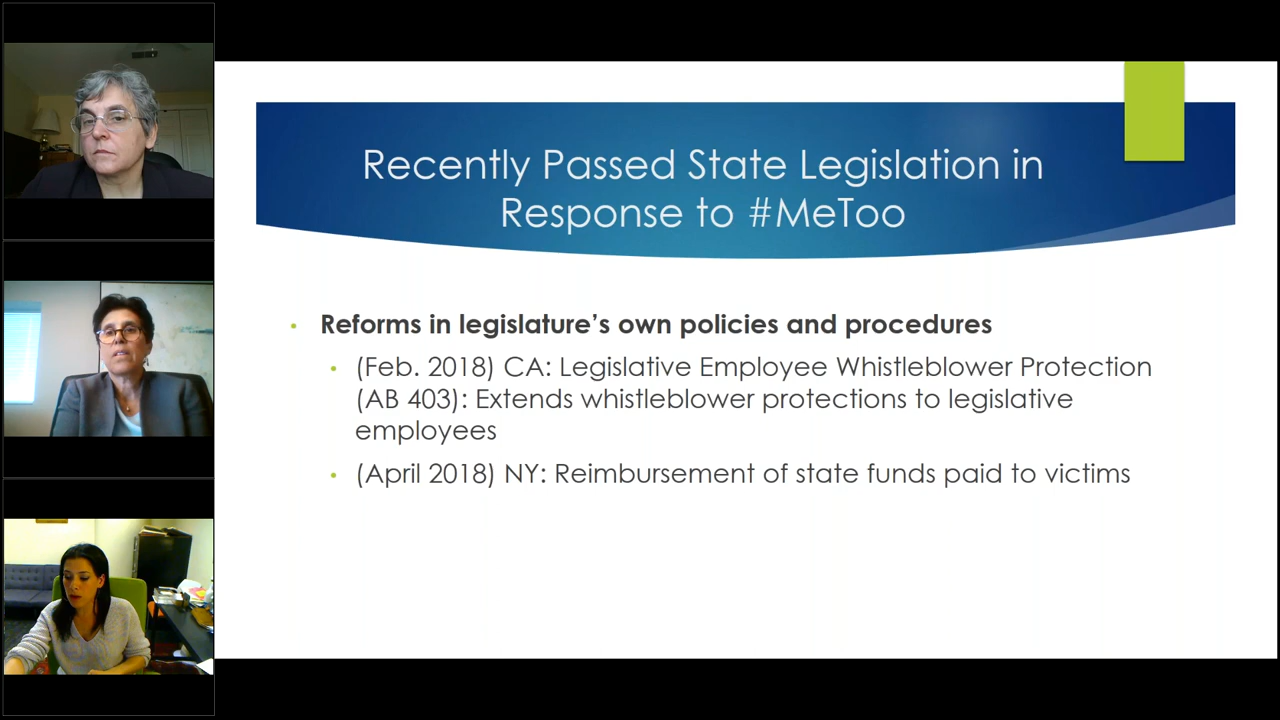 Recently Passed State Legislation in
Response to #MeToo
Reforms in legislature’s own policies and procedures
(Feb. 2018) CA: Legislative Employee Whistleblower Protection
(AB 403): Extends whistleblower protections to legislative
employees
(April 2018) NY: Reimbursement of state funds paid to victims